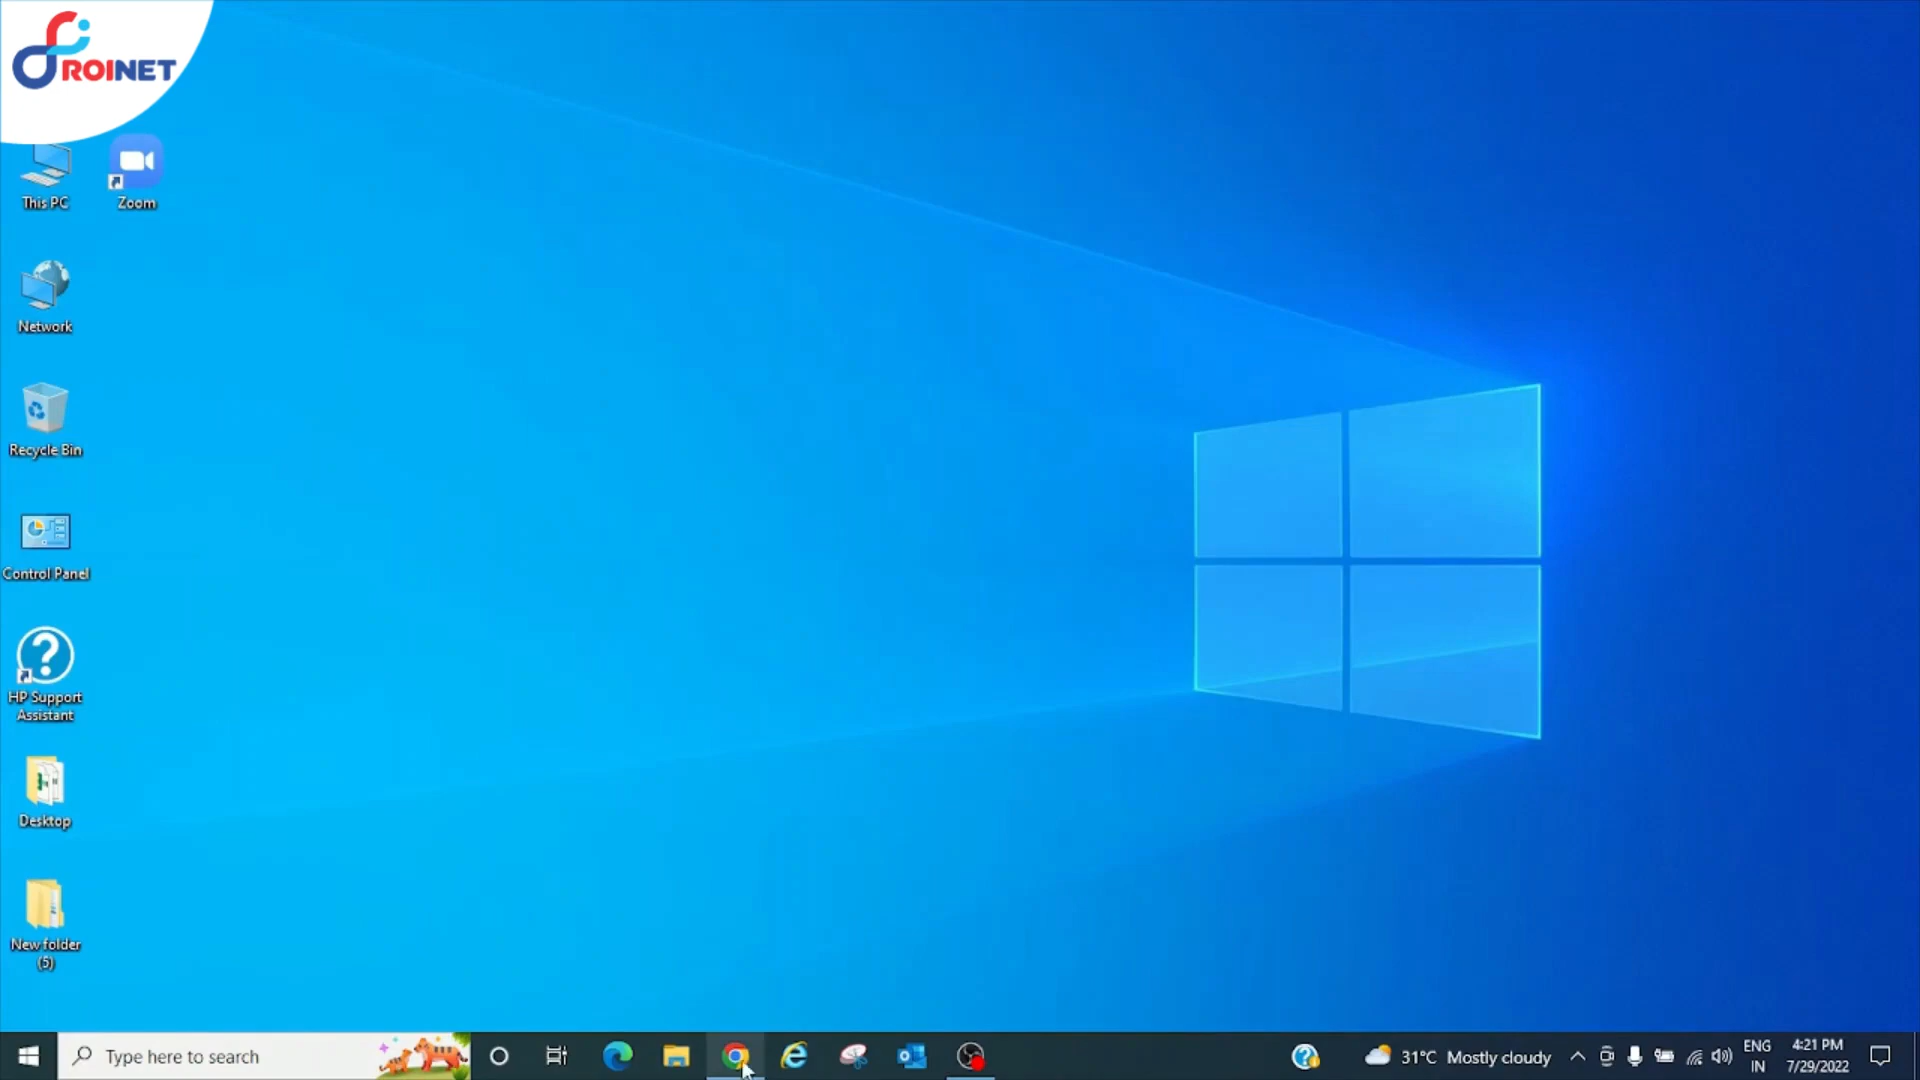 ROINET
This PC
Zoom
Network
Recycle Bin
Control Panel
HP Support
Assistant
Desktop
New folder
(5)
Type here to search
31°C Mostly cloudy
ENG
IN
4:21 PM
7/29/2022